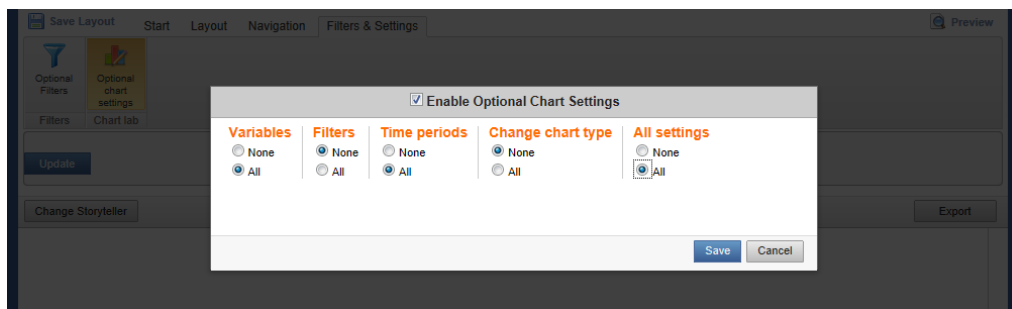 Save Layout Start Layout Navigation Filters & Settings Preview
Optional Filters
Optional chart settings
Filters Chart lab
Enable Optional Chart Settings
Variables Filters Time periods Change chart type All settings
None None None None None
All All All All All
Update
Change Storyteller Export
Save Cancel